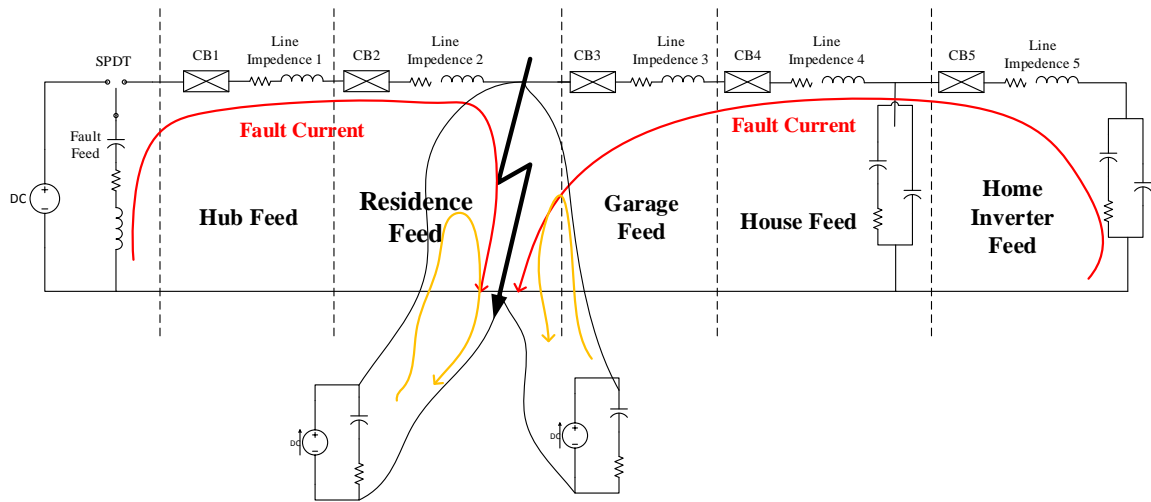 SPDT
CB1
Line
Impedence 1
CB2
Line
Impedence 2
CB3
Line
Impedence 3
CB4
Line
Impedence 4
CB5
Line
Impedence 5
Fault
Feed
Fault Current
Fault Current
DC
+
−
Hub Feed
Residence
Feed
Garage
Feed
House Feed
Home
Inverter
Feed
DC
+
−
DC
+
−